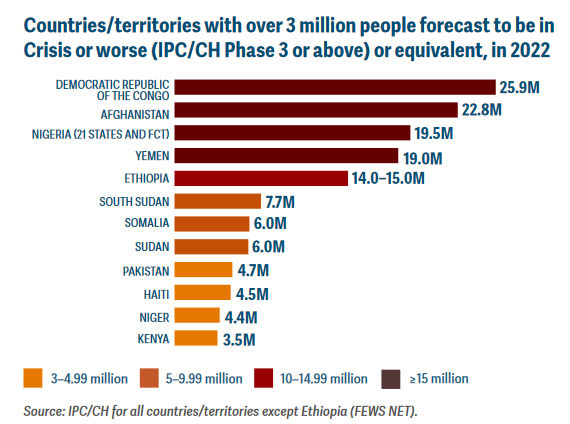 Countries/territories with over 3 million people forecast to be in
Crisis or worse (IPC/CH Phase 3 or above) or equivalent, in 2022
DEMOCRATIC REPUBLIC
OF THE CONGO 25.9M
AFGHANISTAN 22.8M
NIGERIA (21 STATES AND FCT) 19.5M
YEMEN 19.0M
ETHIOPIA 14.0–15.0M
SOUTH SUDAN 7.7M
SOMALIA 6.0M
SUDAN 6.0M
PAKISTAN 4.7M
HAITI 4.5M
NIGER 4.4M
KENYA 3.5M
3–4.99 million 5–9.99 million 10–14.99 million ≥15 million
Source: IPC/CH for all countries/territories except Ethiopia (FEWS NET).